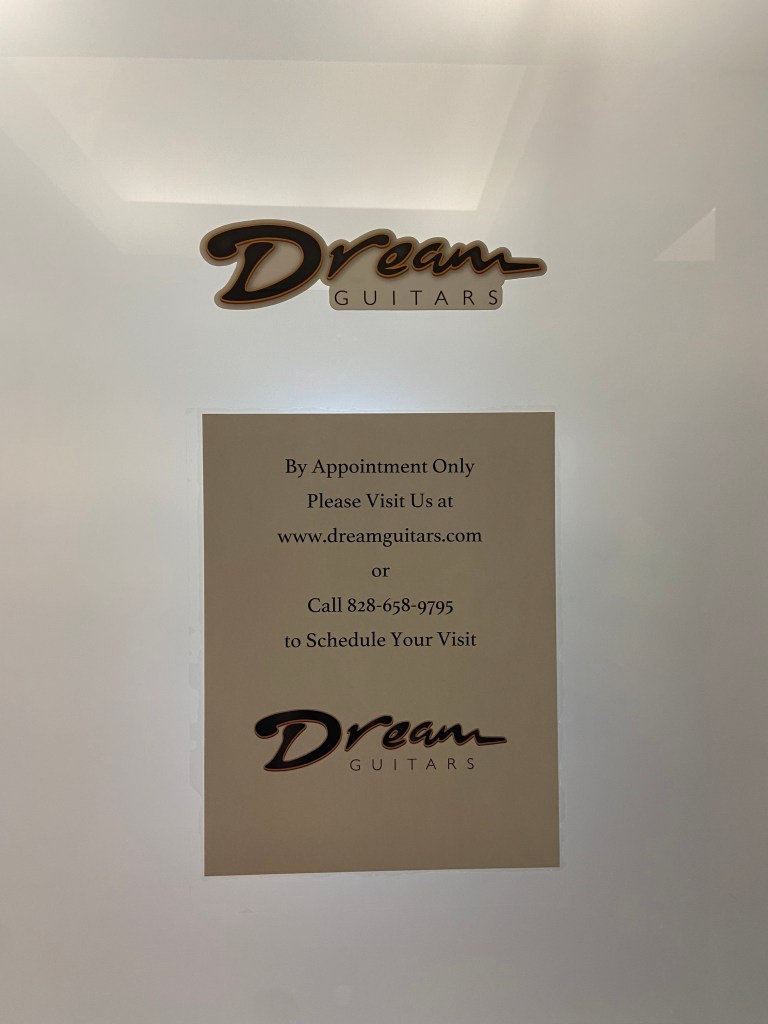 Dream
GUITARS
By Appointment Only
Please Visit Us at
www.dreamguitars.com
or
Call 828-658-9795
to Schedule Your Visit
Dream
GUITARS